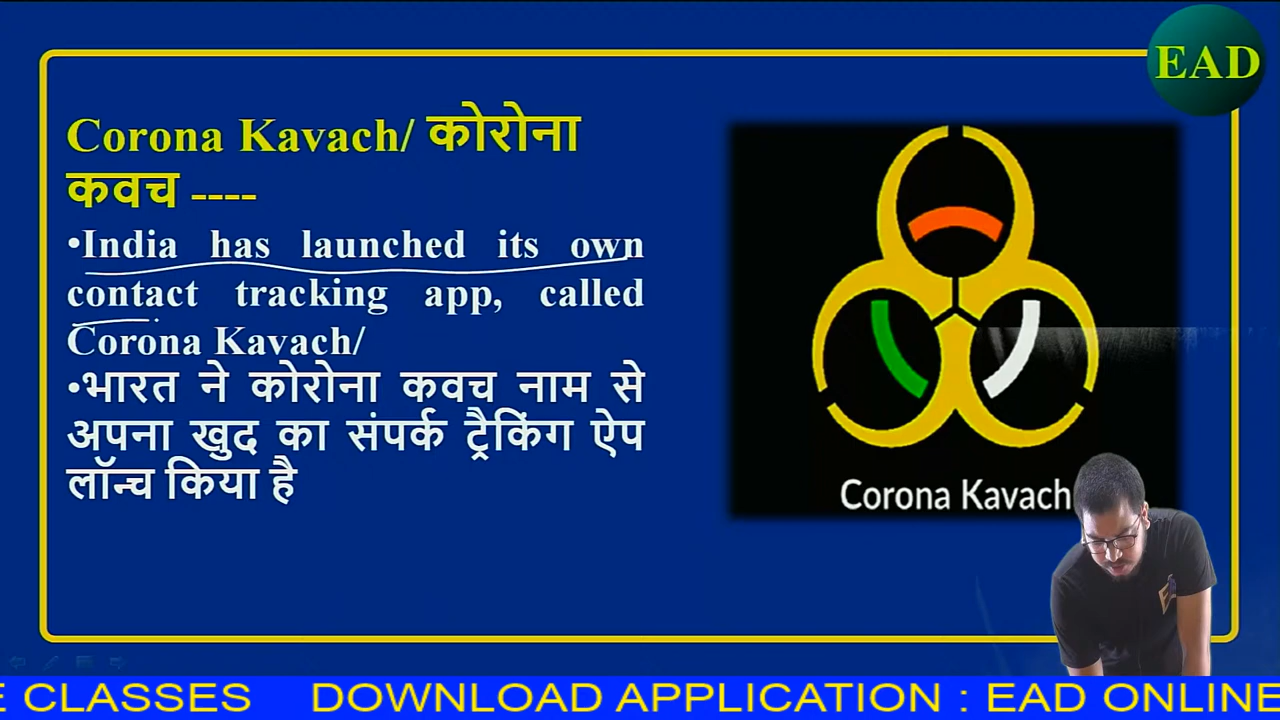 EAD
Corona Kavach/ कोरोना
कवच ----
•India has launched its own
contact tracking app, called
Corona Kavach/
•भारत ने कोरोना कवच नाम से
अपना खुद का संपर्क ट्रैकिंग ऐप
लॉन्च किया है
Corona Kavach
E CLASSES DOWNLOAD APPLICATION : EAD ONLINE